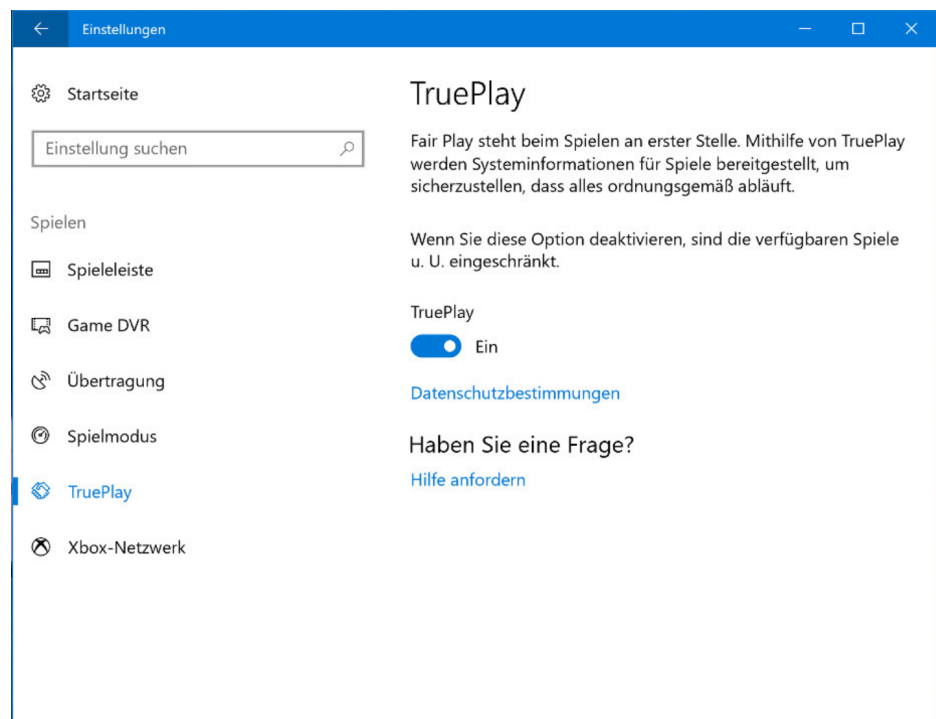 Einstellungen
Startseite
Einstellung suchen
Spielen
Spieleleiste
Game DVR
Übertragung
Spielmodus
TruePlay
Xbox-Netzwerk
TruePlay
Fair Play steht beim Spielen an erster Stelle. Mithilfe von TruePlay
werden Systeminformationen für Spiele bereitgestellt, um
sicherzustellen, dass alles ordnungsgemäß abläuft.
Wenn Sie diese Option deaktivieren, sind die verfügbaren Spiele
u. U. eingeschränkt.
TruePlay
Ein
Datenschutzbestimmungen
Haben Sie eine Frage?
Hilfe anfordern